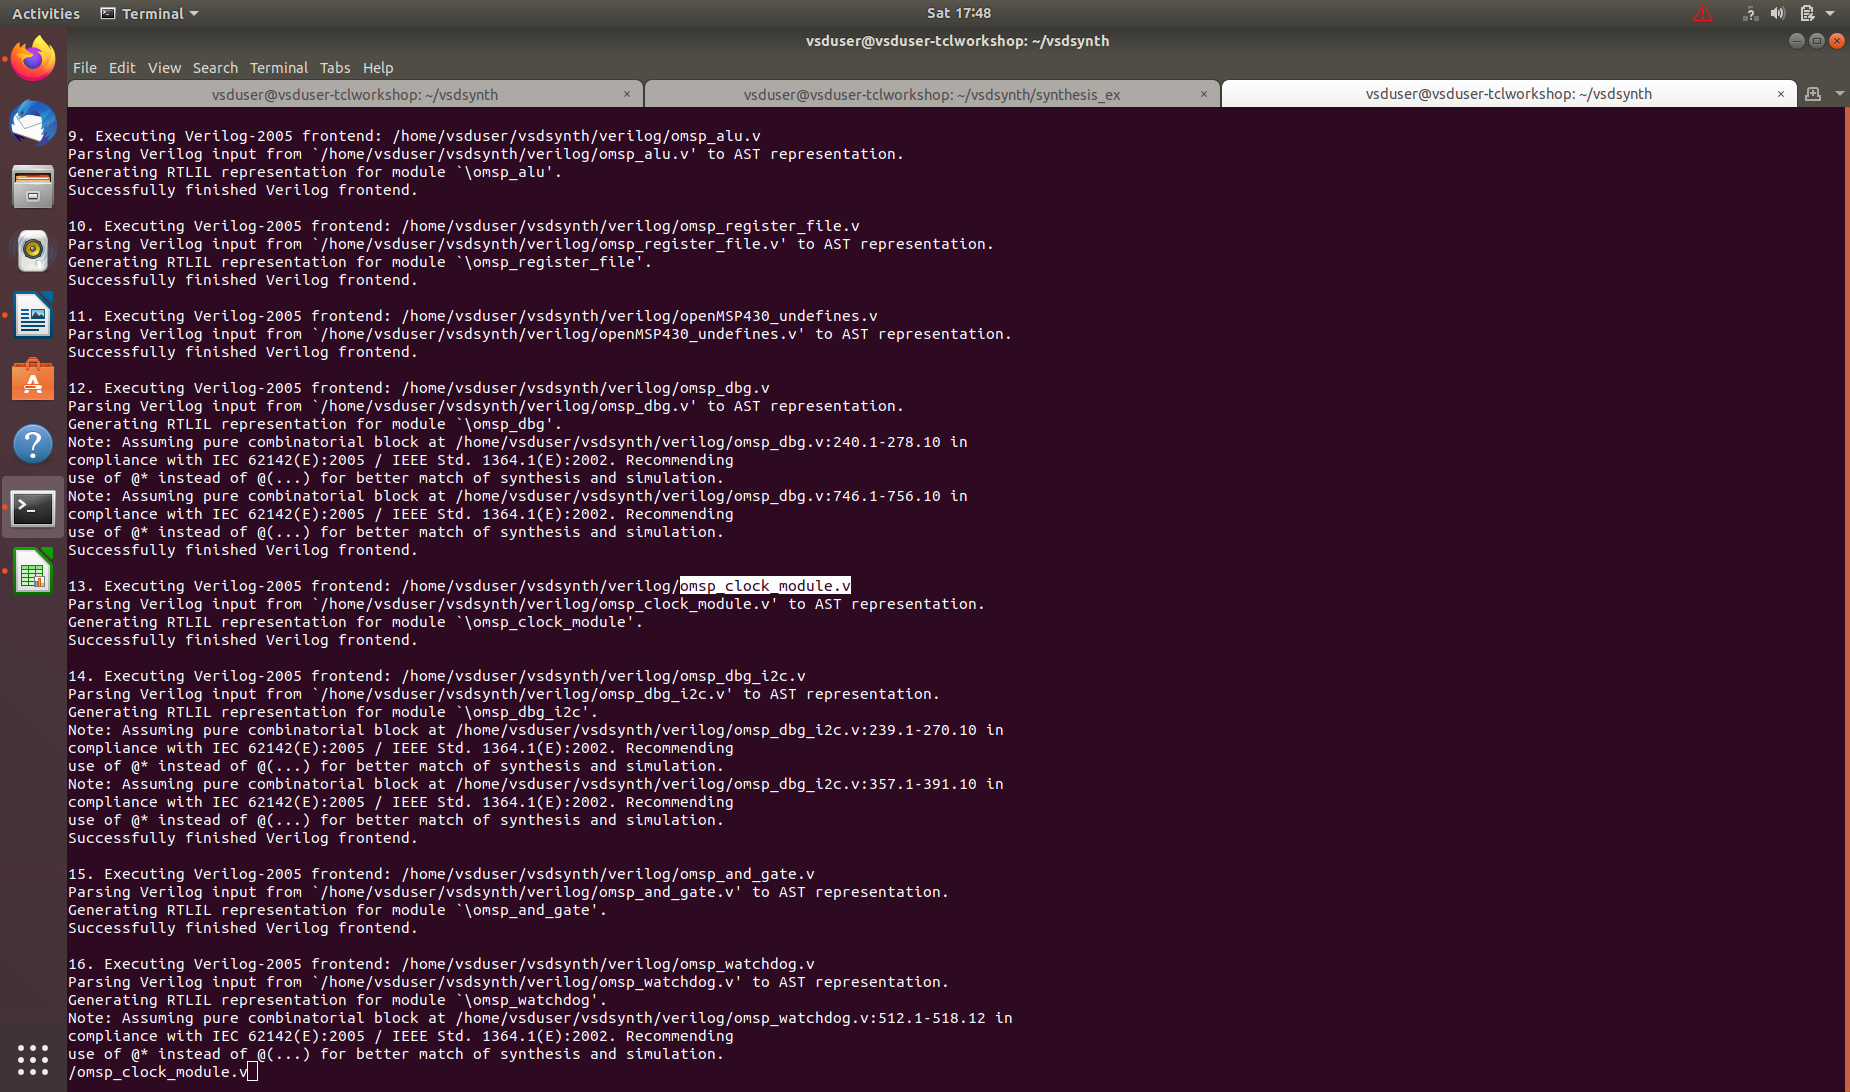 Activities Terminal Sat 17:48
vsduser@vsduser-tclworkshop: ~/vsdsynth
File Edit View Search Terminal Tabs Help
vsduser@vsduser-tclworkshop: ~/vsdsynth × vsduser@vsduser-tclworkshop: ~/vsdsynth/synthesis_ex × vsduser@vsduser-tclworkshop: ~/vsdsynth ×
9. Executing Verilog-2005 frontend: /home/vsduser/vsdsynth/verilog/omsp_alu.v
Parsing Verilog input from `/home/vsduser/vsdsynth/verilog/omsp_alu.v' to AST representation.
Generating RTLIL representation for module `\omsp_alu'.
Successfully finished Verilog frontend.
10. Executing Verilog-2005 frontend: /home/vsduser/vsdsynth/verilog/omsp_register_file.v
Parsing Verilog input from `/home/vsduser/vsdsynth/verilog/omsp_register_file.v' to AST representation.
Generating RTLIL representation for module `\omsp_register_file'.
Successfully finished Verilog frontend.
11. Executing Verilog-2005 frontend: /home/vsduser/vsdsynth/verilog/openMSP430_undefines.v
Parsing Verilog input from `/home/vsduser/vsdsynth/verilog/openMSP430_undefines.v' to AST representation.
Successfully finished Verilog frontend.
12. Executing Verilog-2005 frontend: /home/vsduser/vsdsynth/verilog/omsp_dbg.v
Parsing Verilog input from `/home/vsduser/vsdsynth/verilog/omsp_dbg.v' to AST representation.
Generating RTLIL representation for module `\omsp_dbg'.
Note: Assuming pure combinatorial block at /home/vsduser/vsdsynth/verilog/omsp_dbg.v:240.1-278.10 in
compliance with IEC 62142(E):2005 / IEEE Std. 1364.1(E):2002. Recommending
use of @* instead of @(...) for better match of synthesis and simulation.
Note: Assuming pure combinatorial block at /home/vsduser/vsdsynth/verilog/omsp_dbg.v:746.1-756.10 in
compliance with IEC 62142(E):2005 / IEEE Std. 1364.1(E):2002. Recommending
use of @* instead of @(...) for better match of synthesis and simulation.
Successfully finished Verilog frontend.
13. Executing Verilog-2005 frontend: /home/vsduser/vsdsynth/verilog/omsp_clock_module.v
Parsing Verilog input from `/home/vsduser/vsdsynth/verilog/omsp_clock_module.v' to AST representation.
Generating RTLIL representation for module `\omsp_clock_module'.
Successfully finished Verilog frontend.
14. Executing Verilog-2005 frontend: /home/vsduser/vsdsynth/verilog/omsp_dbg_i2c.v
Parsing Verilog input from `/home/vsduser/vsdsynth/verilog/omsp_dbg_i2c.v' to AST representation.
Generating RTLIL representation for module `\omsp_dbg_i2c'.
Note: Assuming pure combinatorial block at /home/vsduser/vsdsynth/verilog/omsp_dbg_i2c.v:239.1-270.10 in
compliance with IEC 62142(E):2005 / IEEE Std. 1364.1(E):2002. Recommending
use of @* instead of @(...) for better match of synthesis and simulation.
Note: Assuming pure combinatorial block at /home/vsduser/vsdsynth/verilog/omsp_dbg_i2c.v:357.1-391.10 in
compliance with IEC 62142(E):2005 / IEEE Std. 1364.1(E):2002. Recommending
use of @* instead of @(...) for better match of synthesis and simulation.
Successfully finished Verilog frontend.
15. Executing Verilog-2005 frontend: /home/vsduser/vsdsynth/verilog/omsp_and_gate.v
Parsing Verilog input from `/home/vsduser/vsdsynth/verilog/omsp_and_gate.v' to AST representation.
Generating RTLIL representation for module `\omsp_and_gate'.
Successfully finished Verilog frontend.
16. Executing Verilog-2005 frontend: /home/vsduser/vsdsynth/verilog/omsp_watchdog.v
Parsing Verilog input from `/home/vsduser/vsdsynth/verilog/omsp_watchdog.v' to AST representation.
Generating RTLIL representation for module `\omsp_watchdog'.
Note: Assuming pure combinatorial block at /home/vsduser/vsdsynth/verilog/omsp_watchdog.v:512.1-518.12 in
compliance with IEC 62142(E):2005 / IEEE Std. 1364.1(E):2002. Recommending
use of @* instead of @(...) for better match of synthesis and simulation.
/omsp_clock_module.v